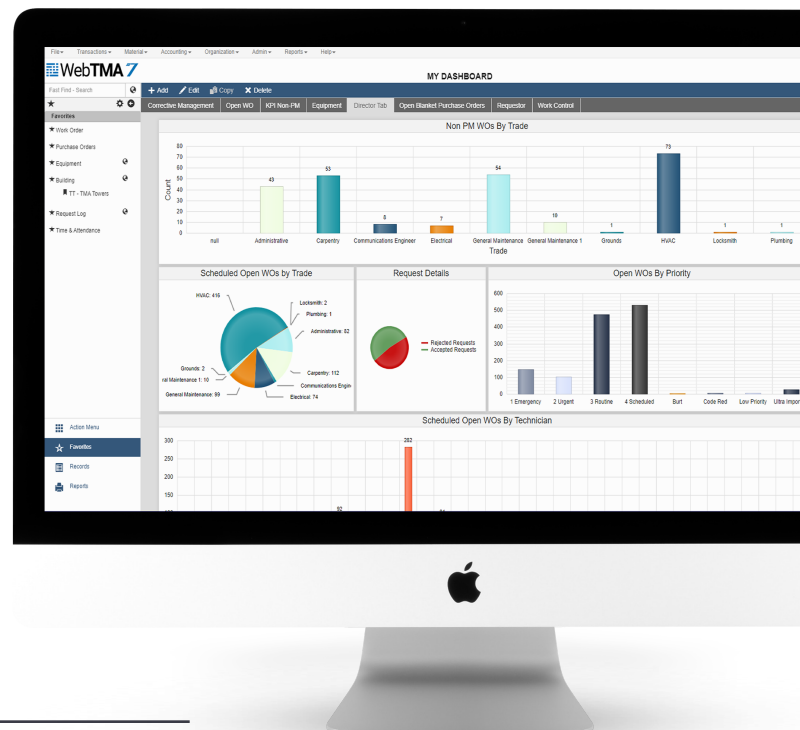 File Transactions Material Accounting Organization Admin Reports Help
WebTMA 7
MY DASHBOARD
Fast Find - Search
+ Add Edit Copy X Delete
Corrective Management Open WO KPI Non-PM Equipment Director Tab Open Blanket Purchase Orders Requestor Work Control
Favorites
Work Order
Purchase Orders
Equipment
Building
TT - TMA Towers
Request Log
Time & Attendance
Action Menu
Favorites
Records
Reports
Non PM WOs By Trade
Count
80
70
60
50
40
30
20
10
0
43 53 8 7 54 10 1 73 1 1
null Administrative Carpentry Communications Engineer Electrical General Maintenance General Maintenance 1 Grounds HVAC Locksmith Plumbing
Trade
Scheduled Open WOs by Trade
HVAC: 416
Locksmith: 2
Plumbing: 1
Administrative: 82
Carpentry: 112
Communications Engin
Electrical: 74
General Maintenance: 99
ral Maintenance 1: 10
Grounds: 2
Request Details
Rejected Requests
Accepted Requests
Open WOs By Priority
600
500
400
300
200
100
0
1 Emergency 2 Urgent 3 Routine 4 Scheduled Burt Code Red Low Priority Ultra Impor
Scheduled Open WOs By Technician
300
250
200
150
282